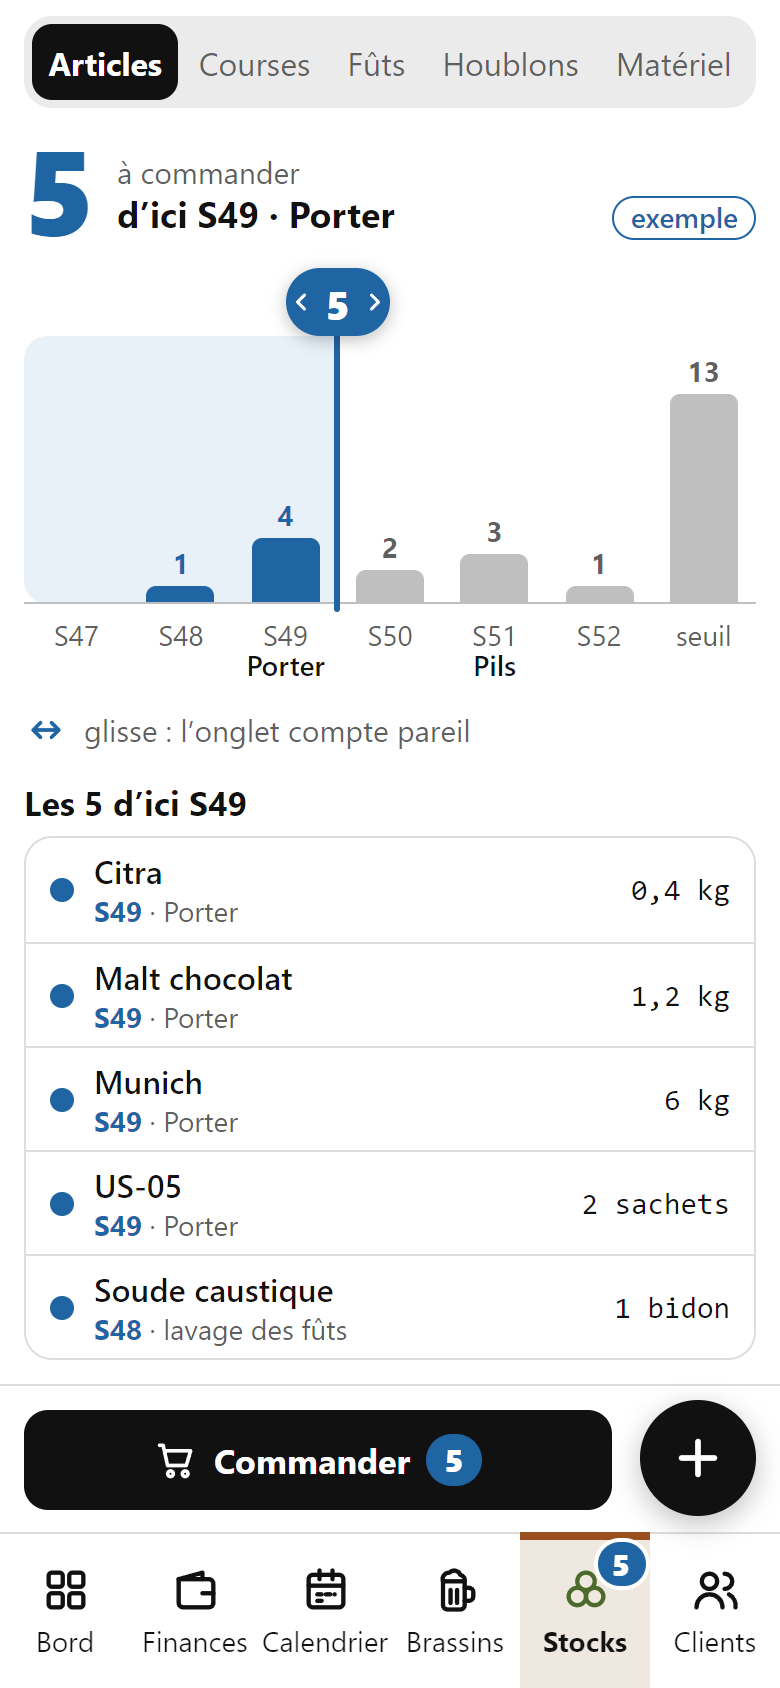 Articles Courses Fûts Houblons Matériel
5
à commander
d’ici S49 · Porter
exemple
5
13
4
1
2
3
1
S47 S48 S49 S50 S51 S52 seuil
Porter Pils
glisse : l’onglet compte pareil
Les 5 d’ici S49
Citra
S49 · Porter
0,4 kg
Malt chocolat
S49 · Porter
1,2 kg
Munich
S49 · Porter
6 kg
US-05
S49 · Porter
2 sachets
Soude caustique
S48 · lavage des fûts
1 bidon
Commander 5
5
Bord Finances Calendrier Brassins Stocks Clients